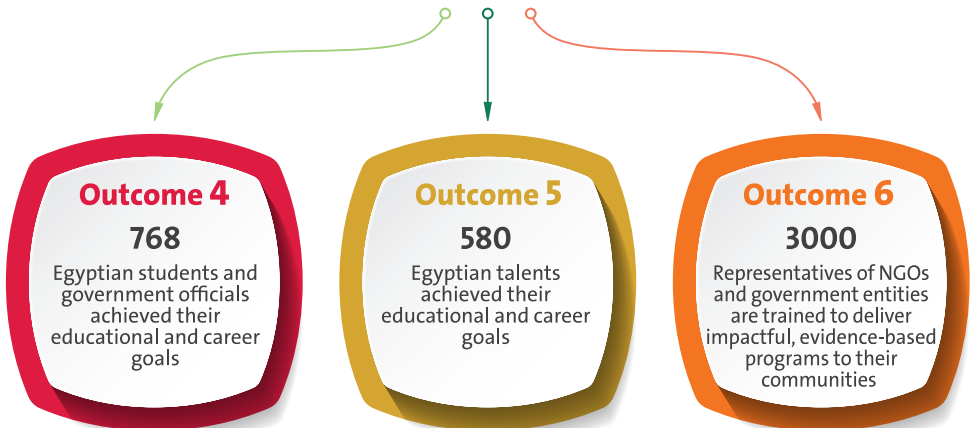 Outcome 4
768
Egyptian students and
government officials
achieved their
educational and career
goals
Outcome 5
580
Egyptian talents
achieved their
educational and career
goals
Outcome 6
3000
Representatives of NGOs
and government entities
are trained to deliver
impactful, evidence-based
programs to their
communities